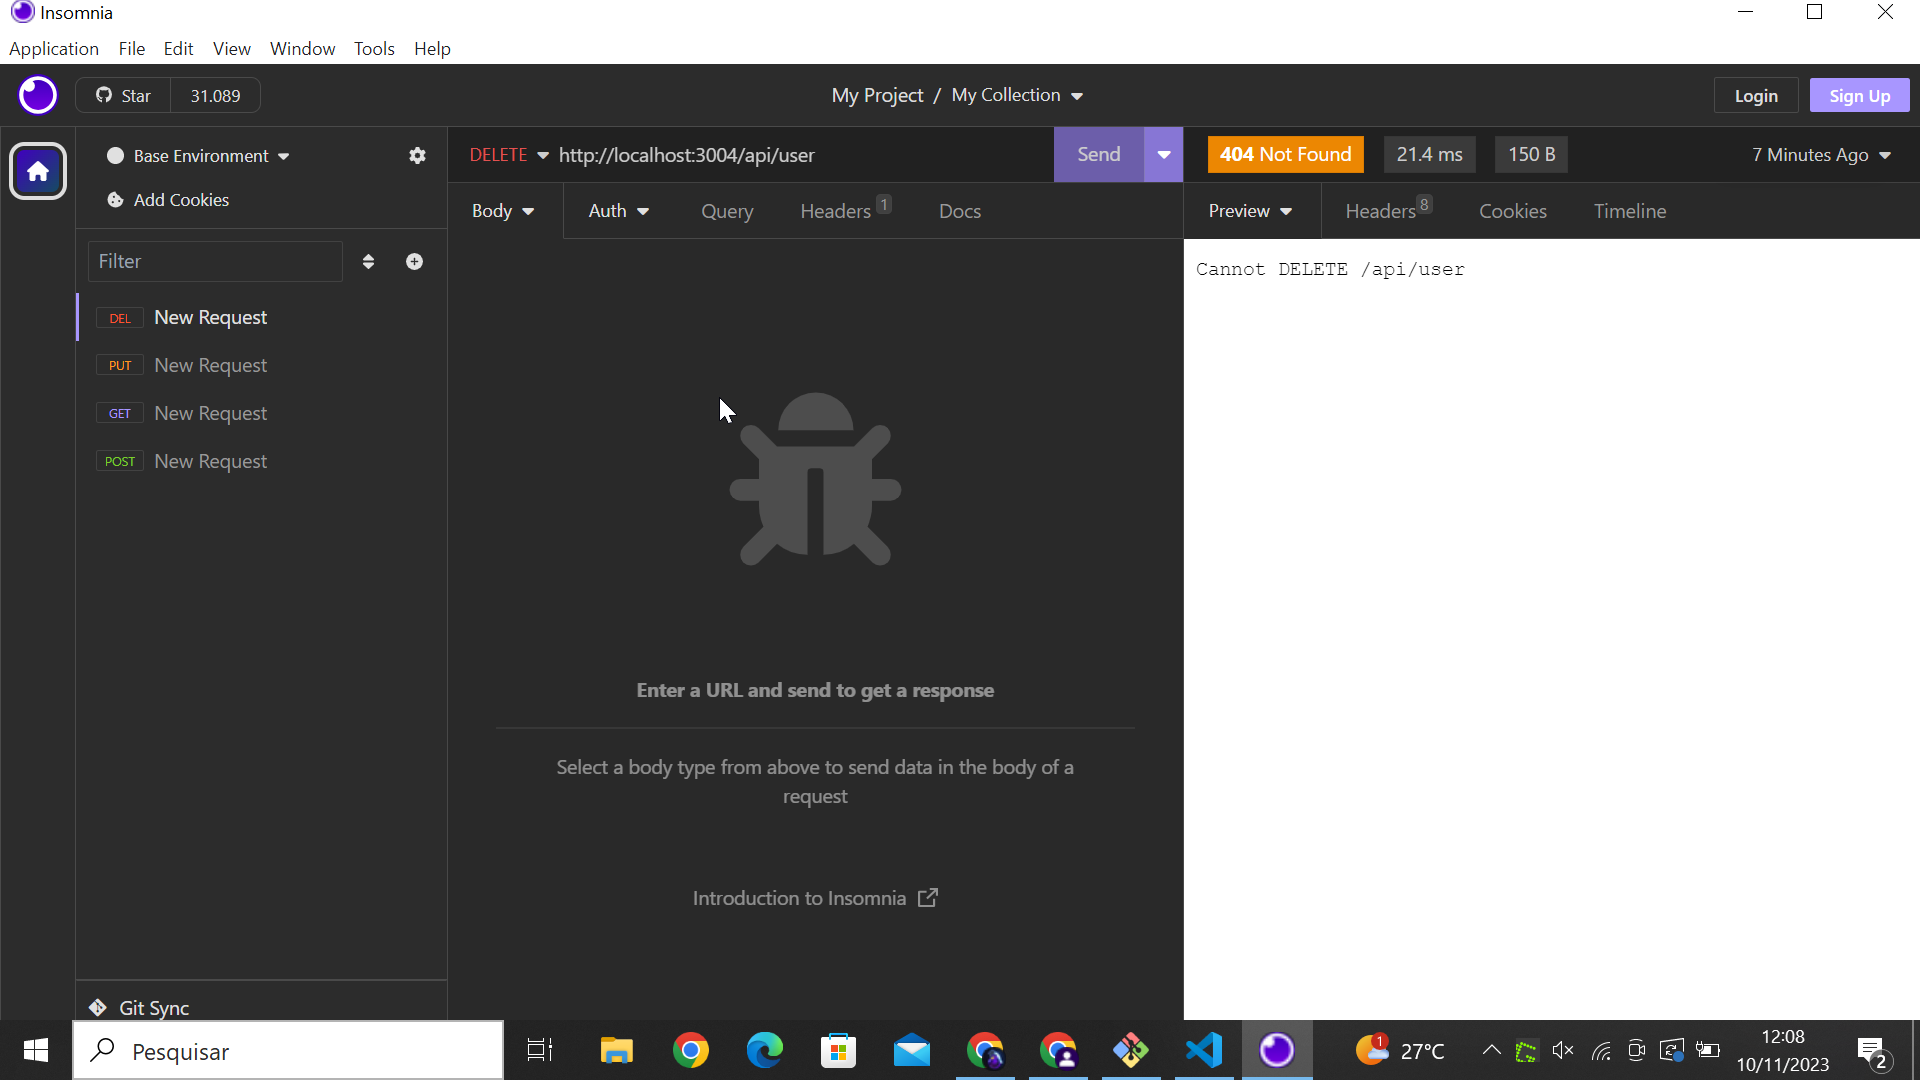 Insomnia
Application File Edit View Window Tools Help
Star 31.089
My Project / My Collection
Login Sign Up
Base Environment
Add Cookies
Filter
DEL New Request
PUT New Request
GET New Request
POST New Request
Git Sync
DELETE http://localhost:3004/api/user Send
Body Auth Query Headers 1 Docs
Enter a URL and send to get a response
Select a body type from above to send data in the body of a
request
Introduction to Insomnia
404 Not Found 21.4 ms 150 B 7 Minutes Ago
Preview Headers 8 Cookies Timeline
Cannot DELETE /api/user
Pesquisar
1 27°C
12:08
10/11/2023
2